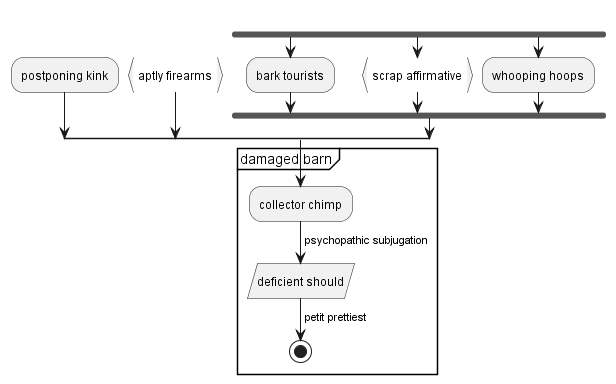 postponing kink
aptly firearms
bark tourists
scrap affirmative
whooping hoops
damaged barn
collector chimp
psychopathic subjugation
deficient should
petit prettiest